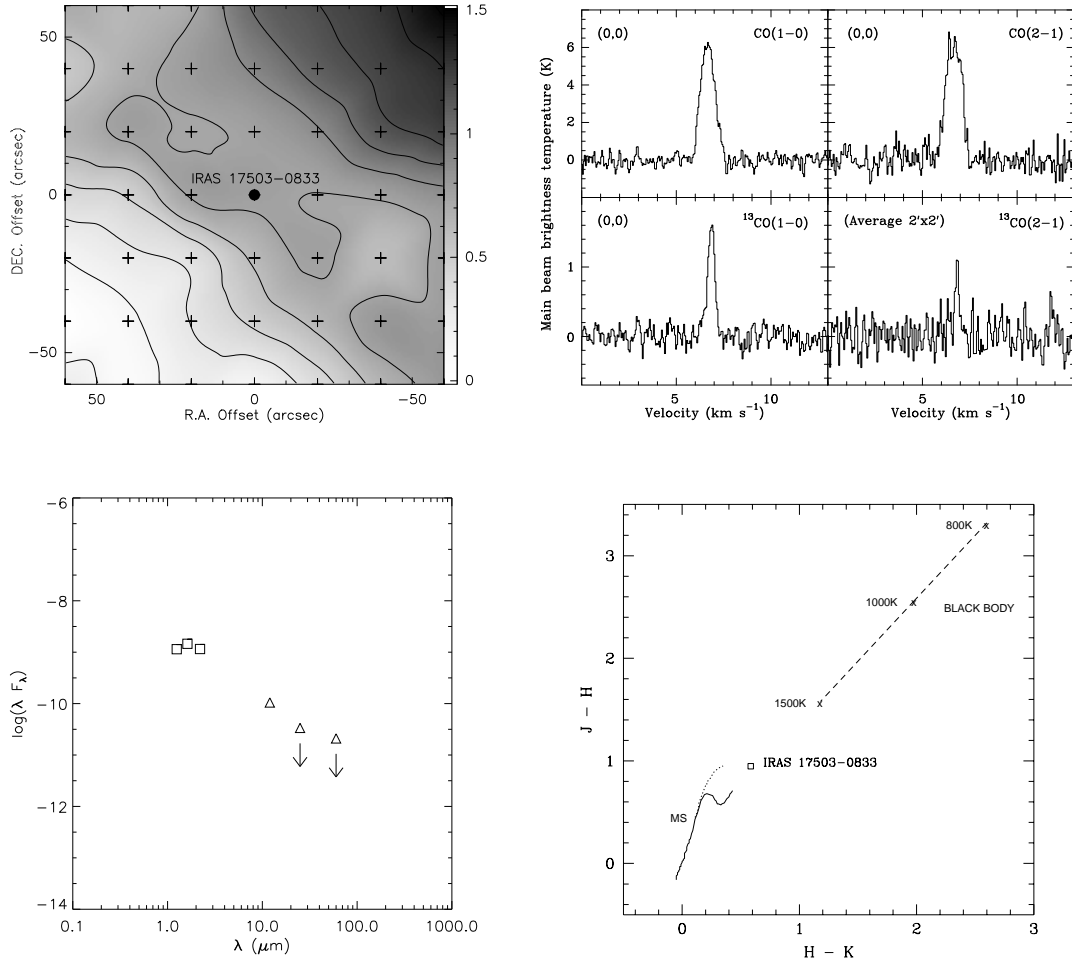 1.5
1
0.5
0
50
0
−50
DEC. Offset (arcsec)
IRAS 17503−0833
50
0
−50
R.A. Offset (arcsec)
(0,0)
CO(1−0)
(0,0)
CO(2−1)
6
4
2
0
(0,0)
¹³CO(1−0)
(Average 2'x2')
¹³CO(2−1)
1
0
Main beam brightness temperature (K)
5
10
5
10
Velocity (km s⁻¹)
Velocity (km s⁻¹)
−6
−8
−10
−12
−14
log(λ F_λ)
0.1
1.0
10.0
100.0
1000.0
λ (μm)
3
2
1
0
J − H
800K
1000K
BLACK BODY
1500K
IRAS 17503−0833
MS
0
1
2
3
H − K